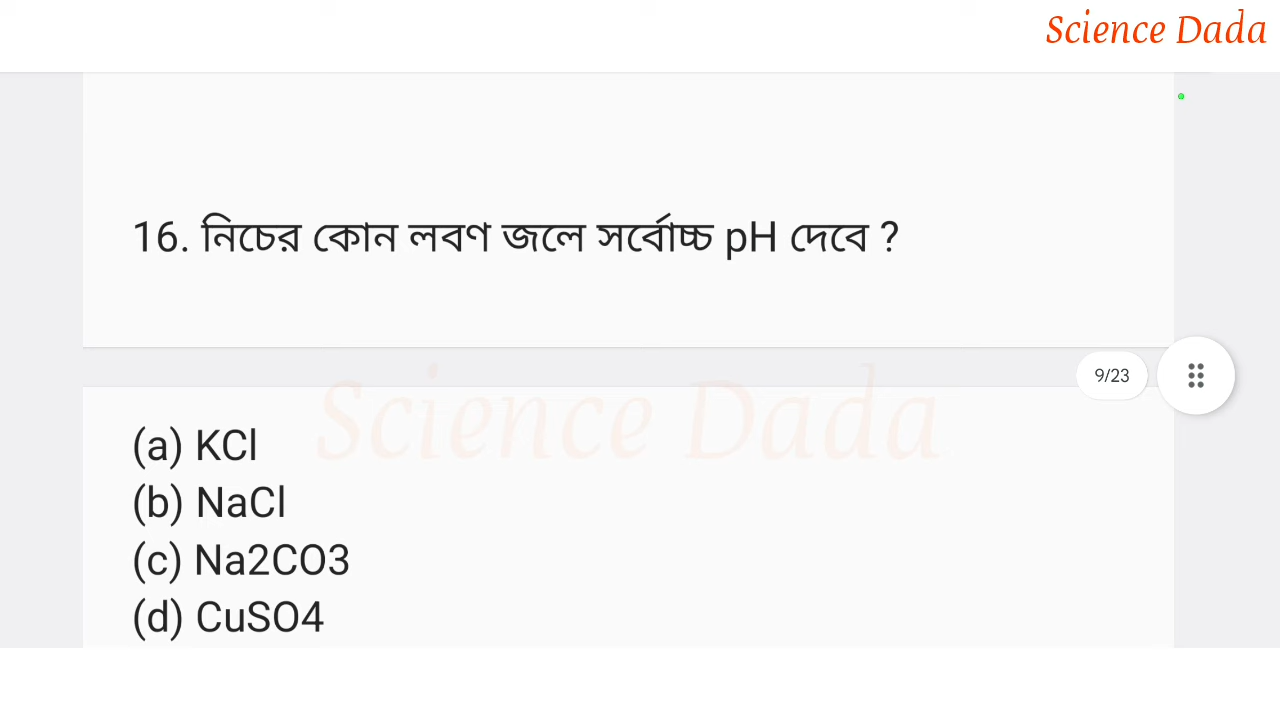 Science Dada
16. নিচের কোন লবণ জলে সর্বোচ্চ pH দেবে ?
9/23
Science Dada
(a) KCl
(b) NaCl
(c) Na2CO3
(d) CuSO4